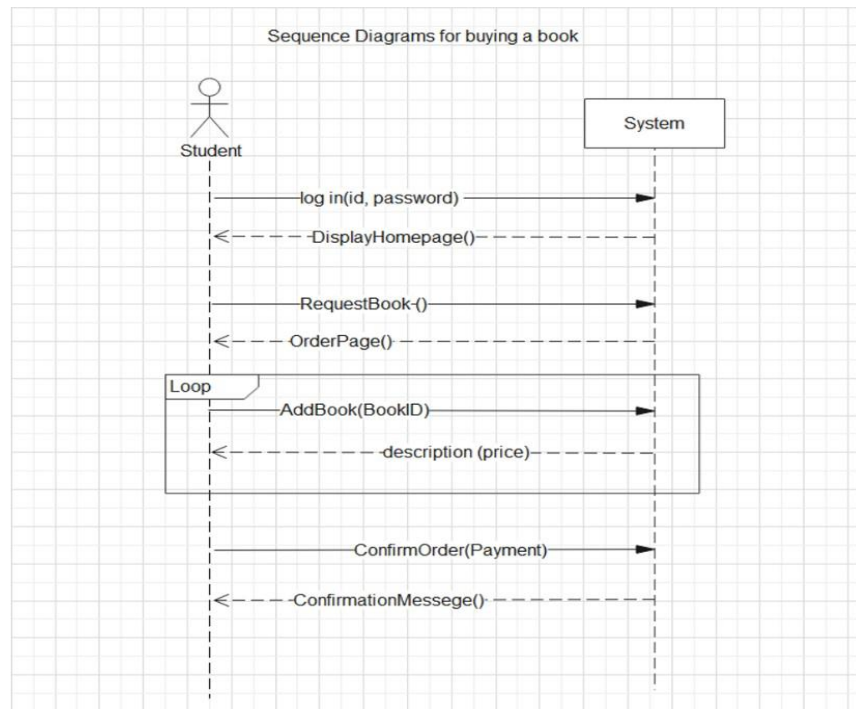 Sequence Diagrams for buying a book
System
Student
log in(id, password)
DisplayHomepage()
RequestBook ()
OrderPage()
Loop
AddBook(BookID)
description (price)
ConfirmOrder(Payment)
ConfirmationMessege()